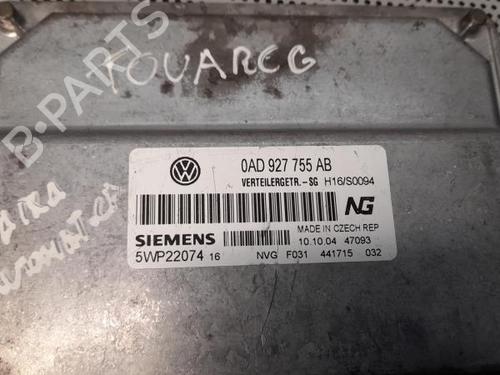 TOUAREG
B-PARTS
0AD 927 755 AB
VERTEILERGETR.-SG H16/S0094
NG
MADE IN CZECH REP
SIEMENS 10.10.04 47093
5WP22074 16 NVG F031 441715 032